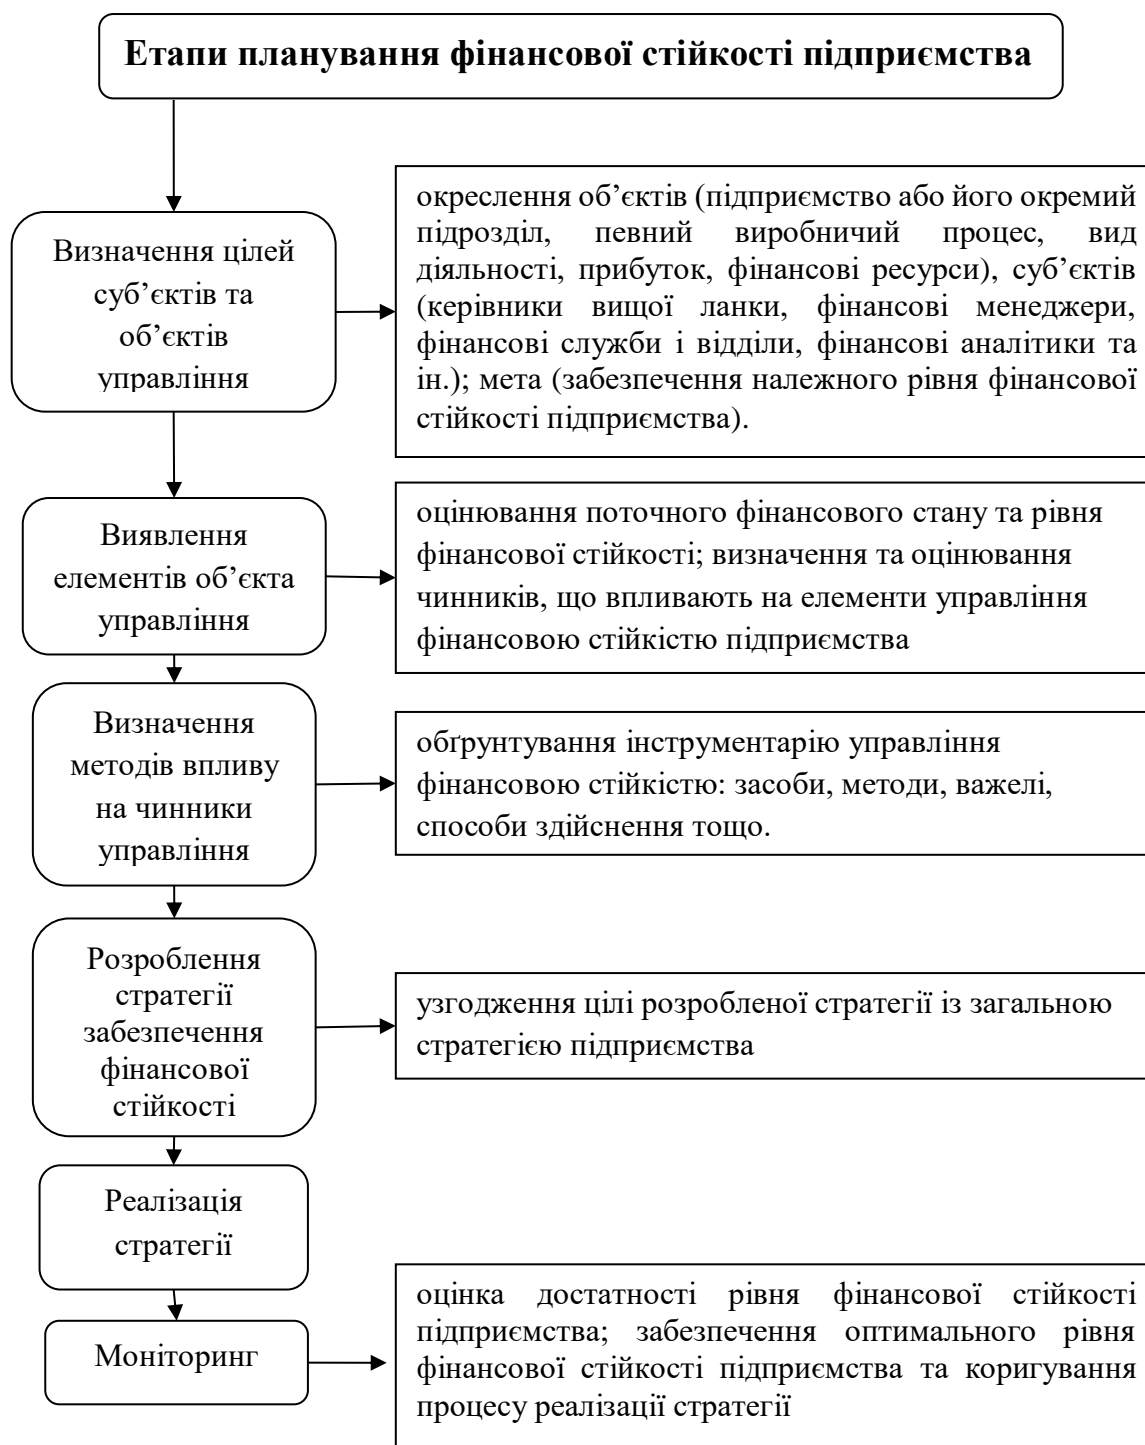 Етапи планування фінансової стійкості підприємства
Визначення цілей
суб’єктів та
об’єктів
управління
окреслення об’єктів (підприємство або його окремий
підрозділ, певний виробничий процес, вид
діяльності, прибуток, фінансові ресурси), суб’єктів
(керівники вищої ланки, фінансові менеджери,
фінансові служби і відділи, фінансові аналітики та
ін.); мета (забезпечення належного рівня фінансової
стійкості підприємства).
Виявлення
елементів об’єкта
управління
оцінювання поточного фінансового стану та рівня
фінансової стійкості; визначення та оцінювання
чинників, що впливають на елементи управління
фінансовою стійкістю підприємства
Визначення
методів впливу
на чинники
управління
обґрунтування інструментарію управління
фінансовою стійкістю: засоби, методи, важелі,
способи здійснення тощо.
Розроблення
стратегії
забезпечення
фінансової
стійкості
узгодження цілі розробленої стратегії із загальною
стратегією підприємства
Реалізація
стратегії
Моніторинг
оцінка достатності рівня фінансової стійкості
підприємства; забезпечення оптимального рівня
фінансової стійкості підприємства та коригування
процесу реалізації стратегії